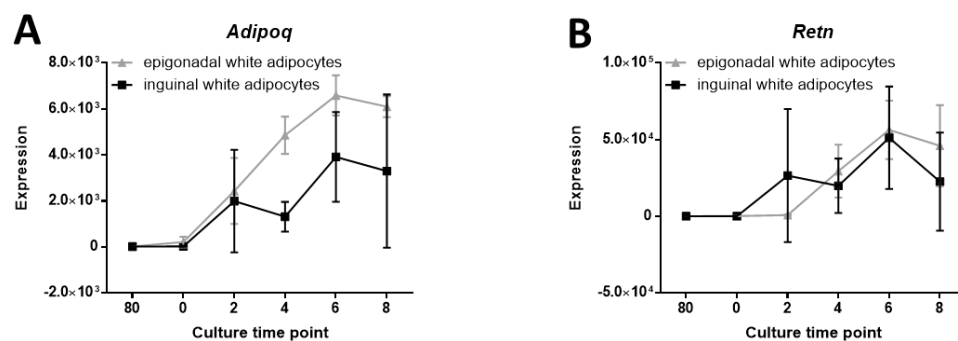 A
Adipoq
epigonadal white adipocytes
inguinal white adipocytes
Expression
8.0×10³
6.0×10³
4.0×10³
2.0×10³
0
-2.0×10³
80 0 2 4 6 8
Culture time point
B
Retn
epigonadal white adipocytes
inguinal white adipocytes
Expression
1.0×10⁵
5.0×10⁴
0
-5.0×10⁴
80 0 2 4 6 8
Culture time point